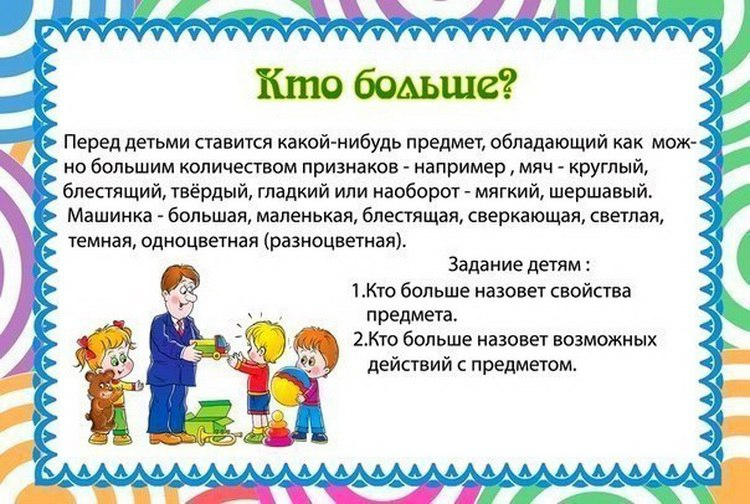 Кто больше?
Перед детьми ставится какой-нибудь предмет, обладающий как мож-
но большим количеством признаков - например , мяч - круглый,
блестящий, твёрдый, гладкий или наоборот - мягкий, шершавый.
Машинка - большая, маленькая, блестящая, сверкающая, светлая,
темная, одноцветная (разноцветная).
Задание детям :
1.Кто больше назовет свойства
предмета.
2.Кто больше назовет возможных
действий с предметом.